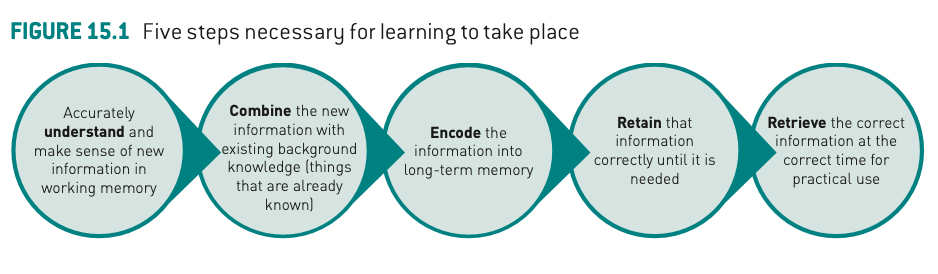 FIGURE 15.1 Five steps necessary for learning to take place
Accurately
understand and
make sense of new
information in
working memory
Combine the new
information with
existing background
knowledge (things
that are already
known)
Encode the
information into
long-term memory
Retain that
information
correctly until it is
needed
Retrieve the correct
information at the
correct time for
practical use